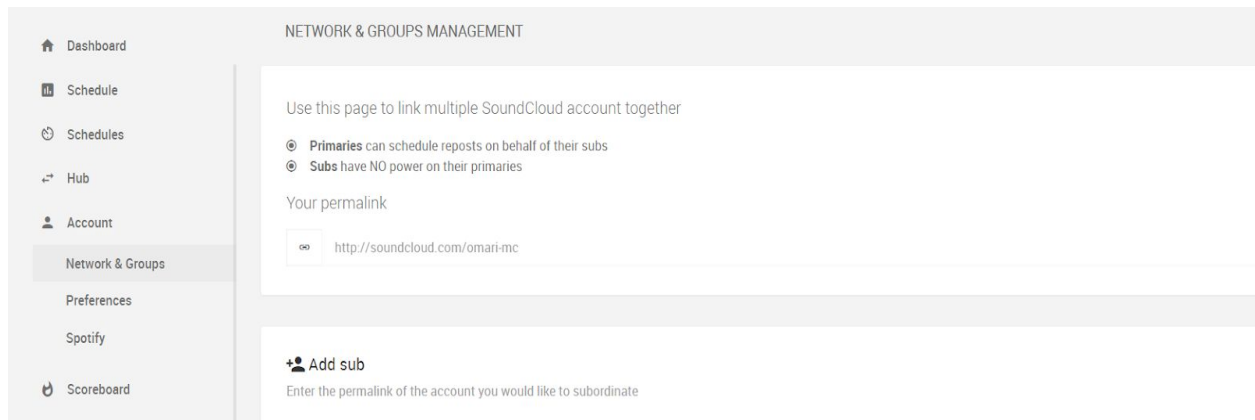 Dashboard
Schedule
Schedules
Hub
Account
Network & Groups
Preferences
Spotify
Scoreboard
NETWORK & GROUPS MANAGEMENT
Use this page to link multiple SoundCloud account together
Primaries can schedule reposts on behalf of their subs
Subs have NO power on their primaries
Your permalink
http://soundcloud.com/omari-mc
Add sub
Enter the permalink of the account you would like to subordinate